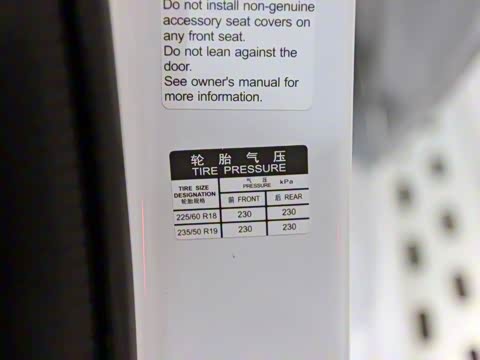 Do not install non-genuine
accessory seat covers on
any front seat.
Do not lean against the
door.
See owner's manual for
more information.
轮 胎 气 压
TIRE PRESSURE
TIRE SIZE DESIGNATION 轮胎规格 气 压 PRESSURE kPa
前 FRONT 后 REAR
225/60 R18 230 230
235/50 R19 230 230